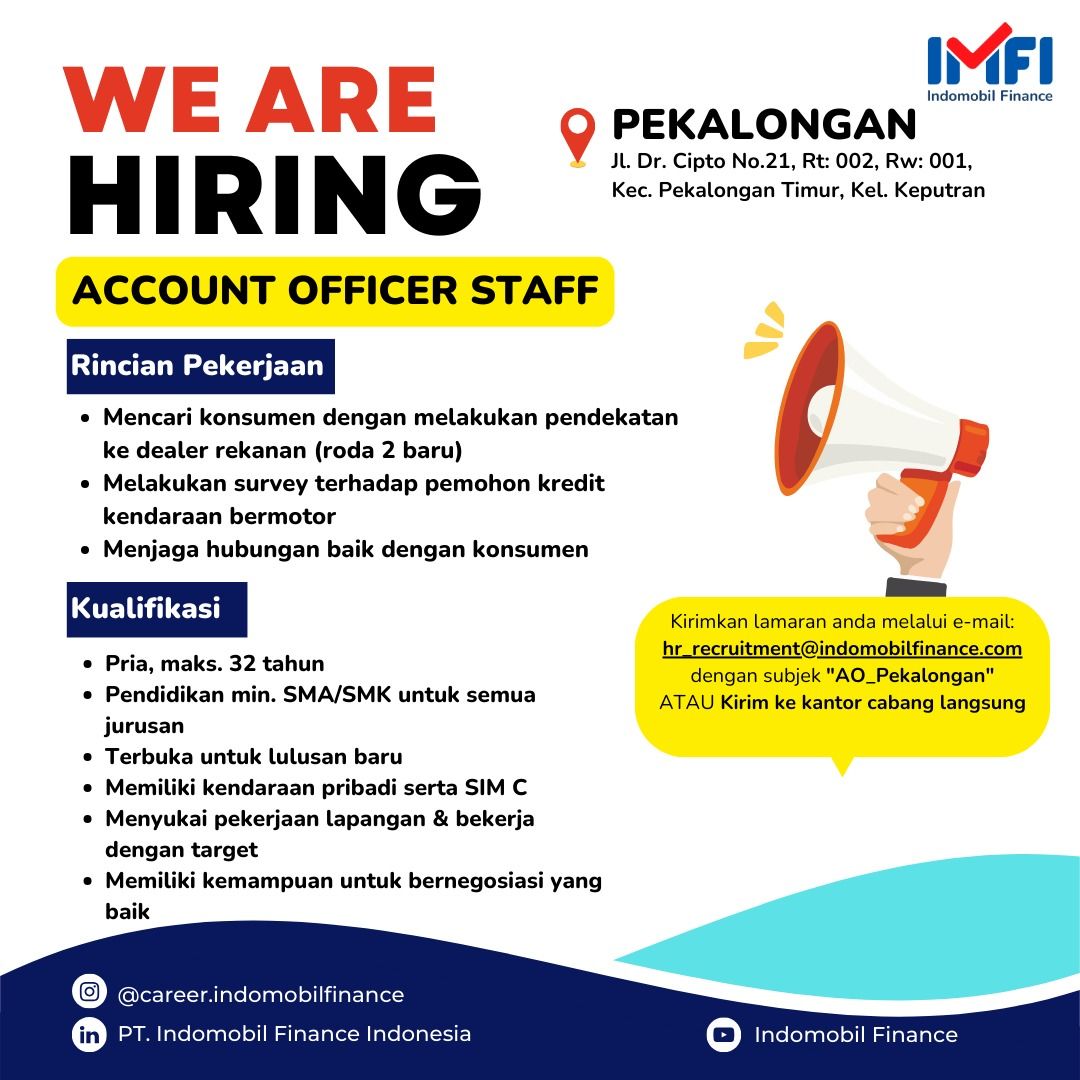 WE ARE
HIRING
IMFI
Indomobil Finance
PEKALONGAN
Jl. Dr. Cipto No.21, Rt: 002, Rw: 001,
Kec. Pekalongan Timur, Kel. Keputran
ACCOUNT OFFICER STAFF
Rincian Pekerjaan
• Mencari konsumen dengan melakukan pendekatan
ke dealer rekanan (roda 2 baru)
• Melakukan survey terhadap pemohon kredit
kendaraan bermotor
• Menjaga hubungan baik dengan konsumen
Kualifikasi
• Pria, maks. 32 tahun
• Pendidikan min. SMA/SMK untuk semua
jurusan
• Terbuka untuk lulusan baru
• Memiliki kendaraan pribadi serta SIM C
• Menyukai pekerjaan lapangan & bekerja
dengan target
• Memiliki kemampuan untuk bernegosiasi yang
baik
Kirimkan lamaran anda melalui e-mail:
hr_recruitment@indomobilfinance.com
dengan subjek "AO_Pekalongan"
ATAU Kirim ke kantor cabang langsung
@career.indomobilfinance
in PT. Indomobil Finance Indonesia
Indomobil Finance